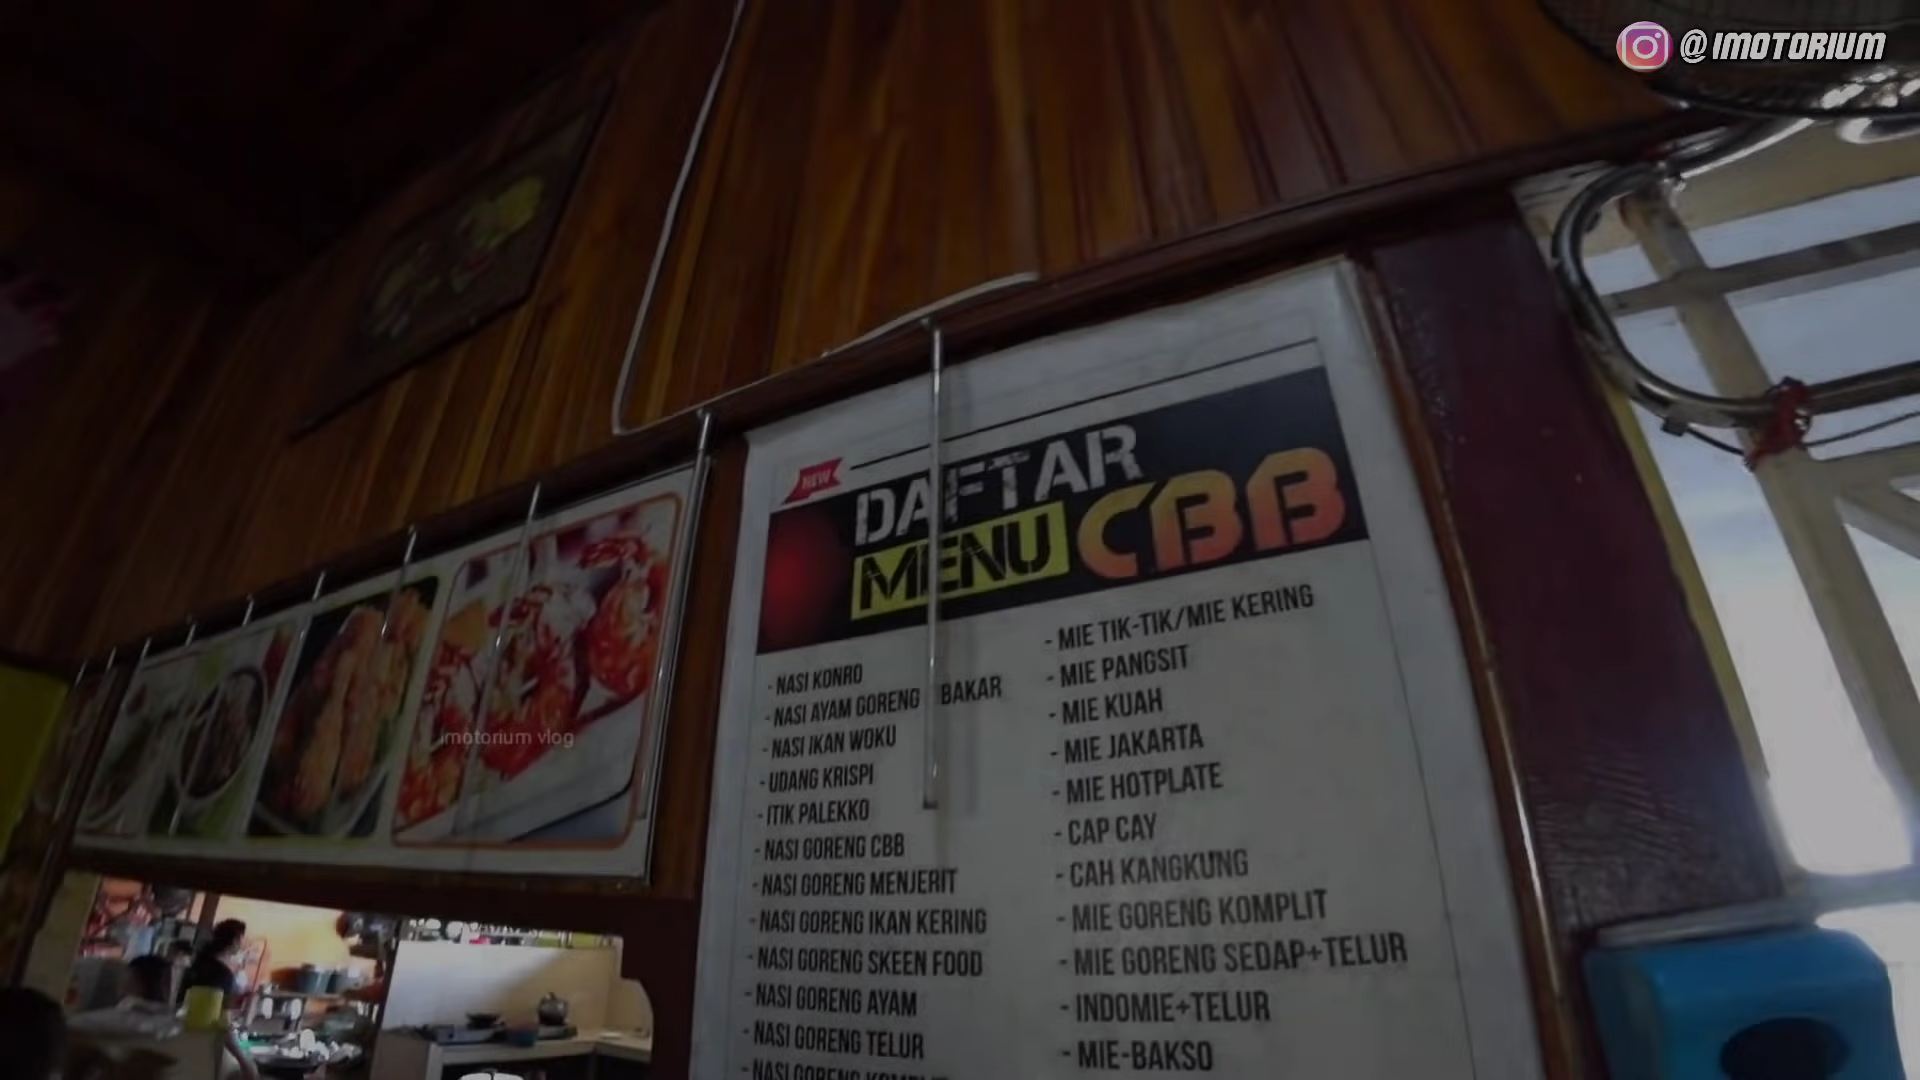 @IMOTORIUM
NEW
DAFTAR
MENU CBB
- NASI KONRO
- NASI AYAM GORENG BAKAR
- NASI IKAN WOKU
- UDANG KRISPI
- ITIK PALEKKO
- NASI GORENG CBB
- NASI GORENG MENJERIT
- NASI GORENG IKAN KERING
- NASI GORENG SKEEN FOOD
- NASI GORENG AYAM
- NASI GORENG TELUR
- NASI GORENG
- MIE TIK-TIK/MIE KERING
- MIE PANGSIT
- MIE KUAH
- MIE JAKARTA
- MIE HOTPLATE
- CAP CAY
- CAH KANGKUNG
- MIE GORENG KOMPLIT
- MIE GORENG SEDAP+TELUR
- INDOMIE+TELUR
- MIE-BAKSO
imotorium vlog